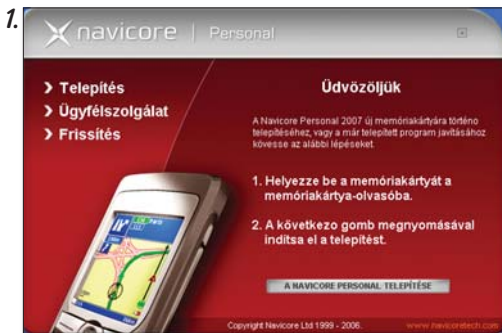 1.
navicore | Personal
Telepítés
Ügyfélszolgálat
Frissítés
Üdvözöljük
A Navicore Personal 2007 új memóriakártyára történo
telepítéséhez, vagy a már telepített program javításához
kövesse az alábbi lépéseket.
1. Helyezze be a memóriakártyát a
memóriakártya-olvasóba.
2. A következo gomb megnyomásával
indítsa el a telepítést.
A NAVICORE PERSONAL TELEPÍTÉSE
Copyright Navicore Ltd 1999 - 2006.
www.navicoretech.com